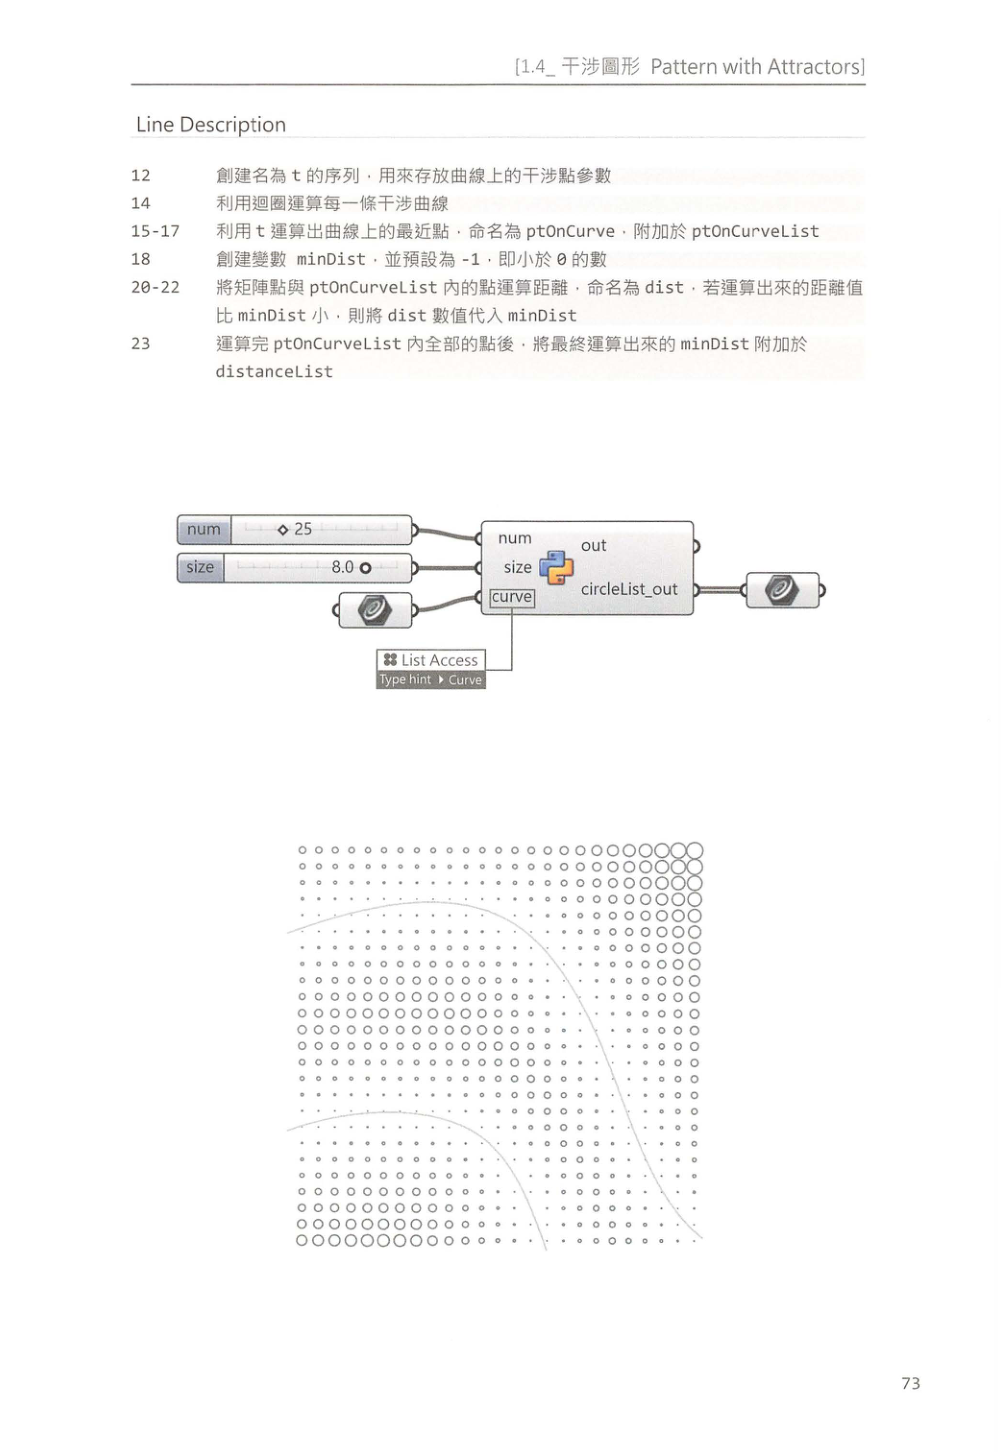 [1.4_ 干涉圖形 Pattern with Attractors]
Line Description
12 創建名為 t 的序列，用來存放曲線上的干涉點參數
14 利用迴圈運算每一條干涉曲線
15-17 利用 t 運算出曲線上的最近點，命名為 ptOnCurve，附加於 ptOnCurveList
18 創建變數 minDist，並預設為 -1，即小於 0 的數
20-22 將矩陣點與 ptOnCurveList 內的點運算距離，命名為 dist，若運算出來的距離值
比 minDist 小，則將 dist 數值代入 minDist
23 運算完 ptOnCurveList 內全部的點後，將最終運算出來的 minDist 附加於
distanceList
num 25
size 8.0
num
size
curve
out
circleList_out
List Access
Type hint Curve
73